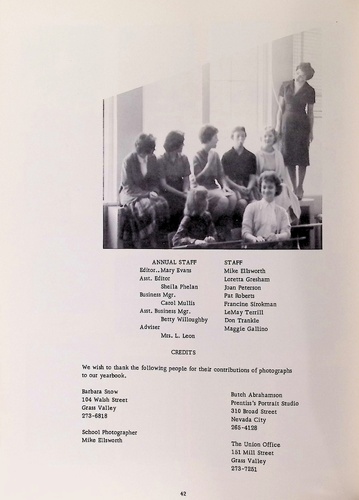 ANNUAL STAFF
Editor..Mary Evans
Asst. Editor
Sheila Phelan
Business Mgr.
Carol Mullis
Asst. Business Mgr.
Betty Willoughby
Adviser
Mrs. L. Leon
STAFF
Mike Ellsworth
Loretta Gresham
Joan Peterson
Pat Roberts
Francine Stookman
LeMay Terrill
Don Trankle
Maggie Gallino
CREDITS
We wish to thank the following people for their contributions of photographs
to our yearbook.
Barbara Snow
104 Walsh Street
Grass Valley
273-6818
School Photographer
Mike Ellsworth
Butch Abrahamson
Prentiss's Portrait Studio
310 Broad Street
Nevada City
265-4128
The Union Office
151 Mill Street
Grass Valley
273-7251
42